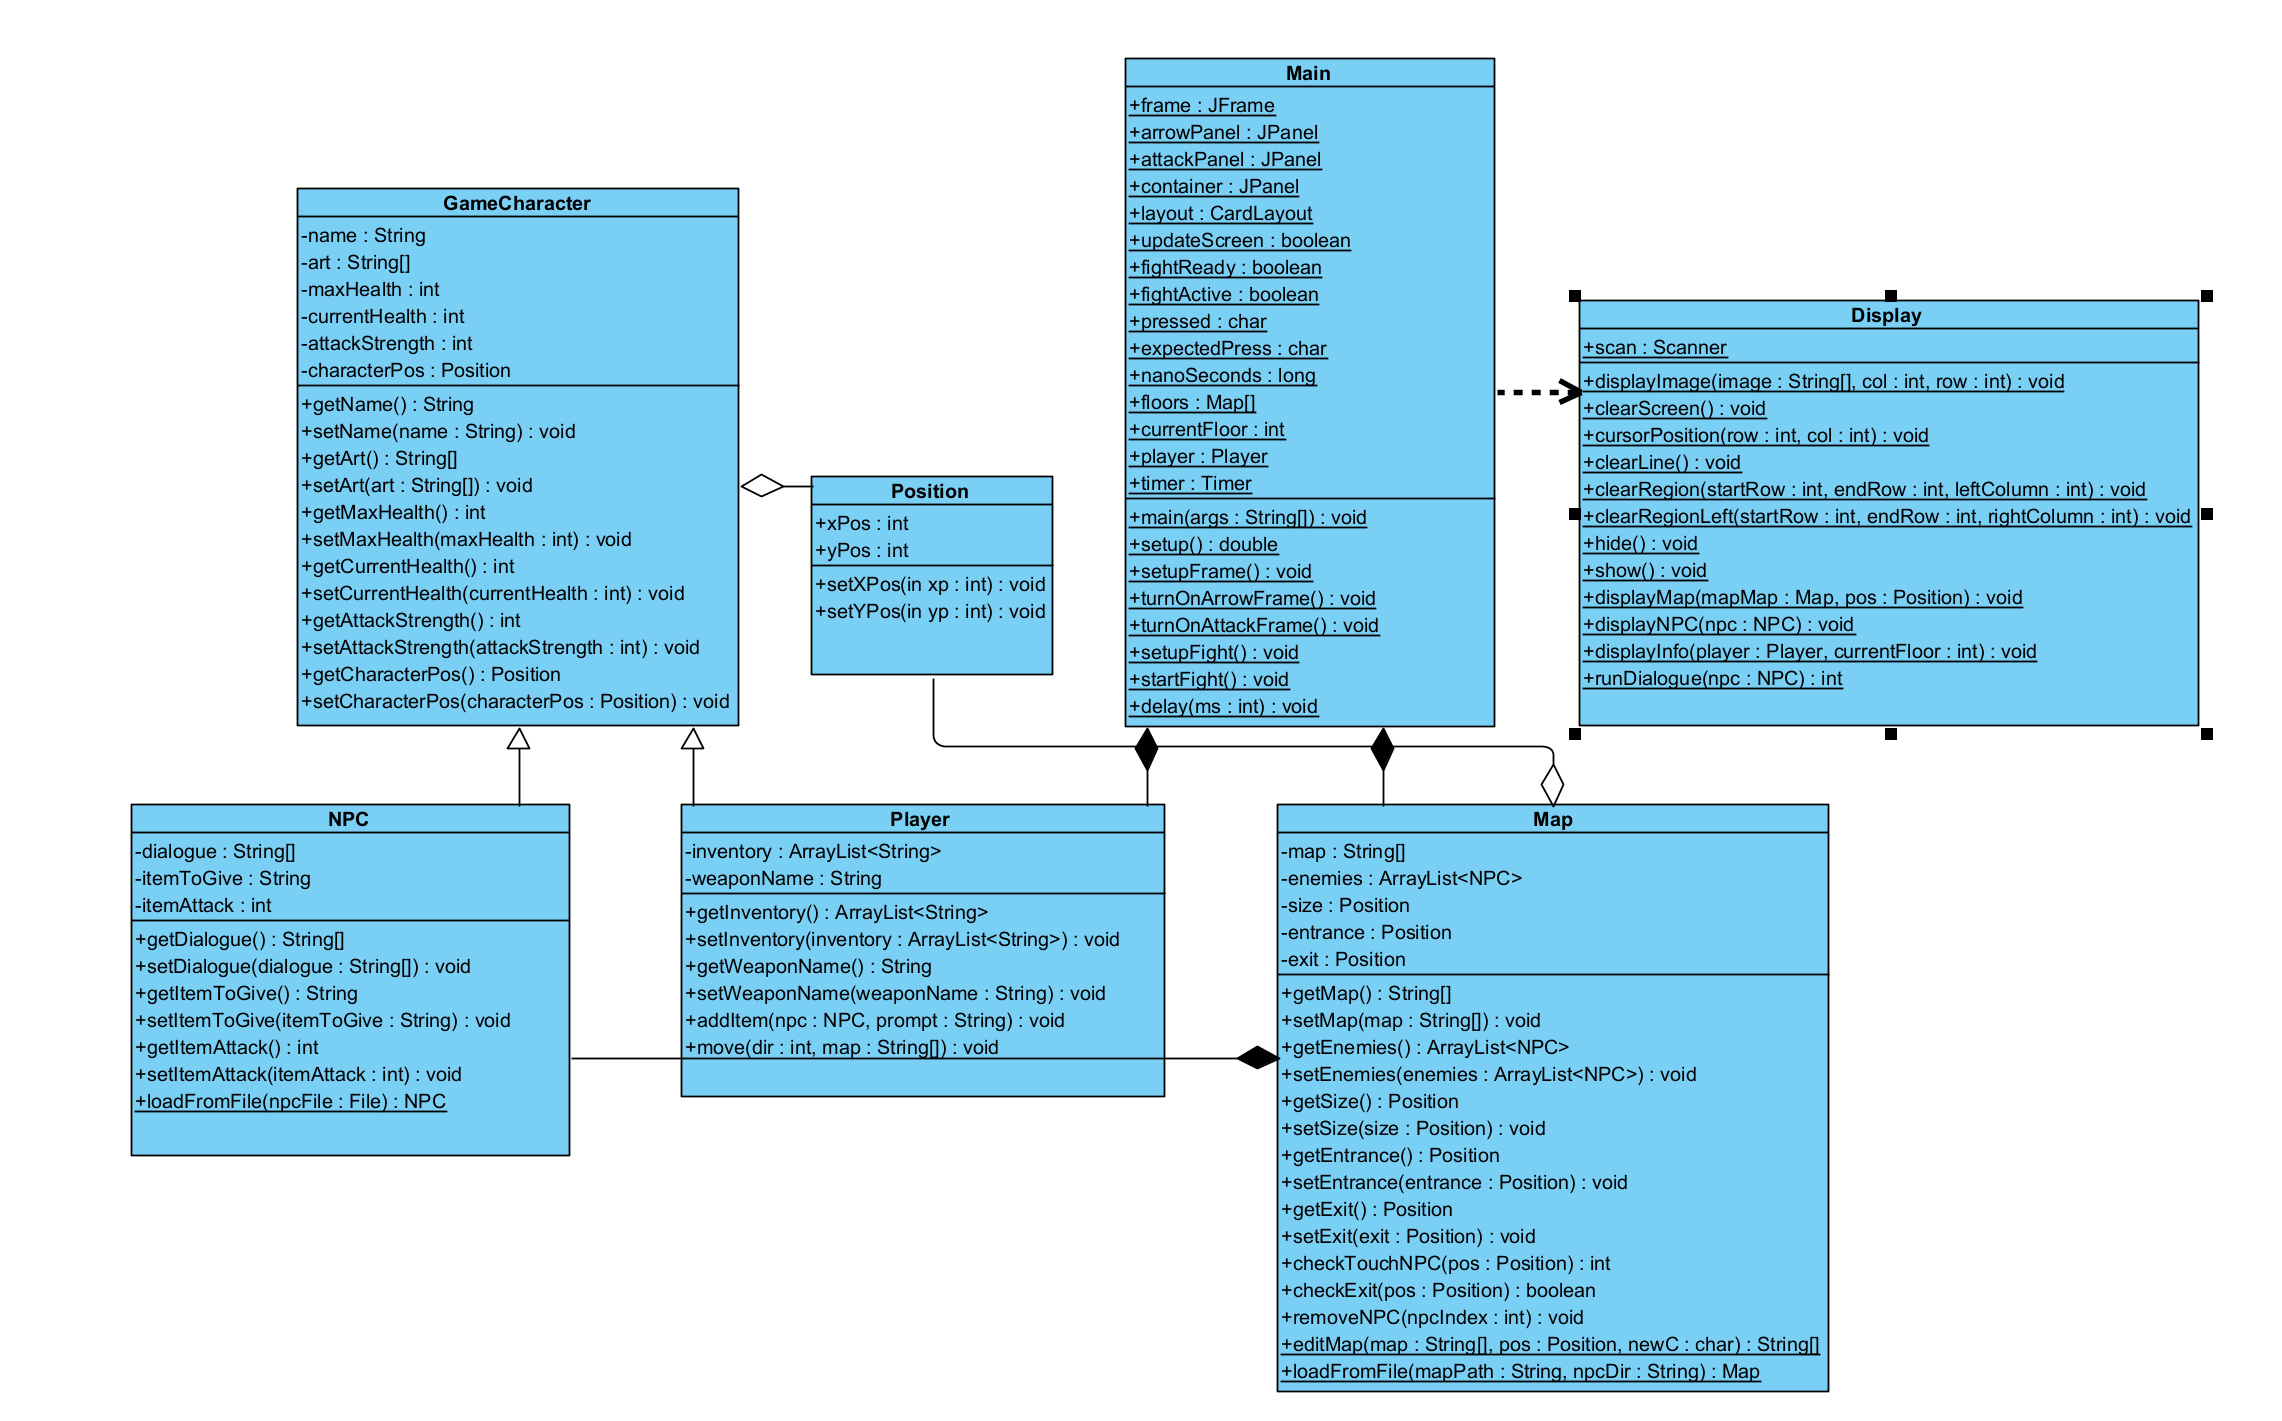 Main
+frame : JFrame
+arrowPanel : JPanel
+attackPanel : JPanel
+container : JPanel
+layout : CardLayout
+updateScreen : boolean
+fightReady : boolean
+fightActive : boolean
+pressed : char
+expectedPress : char
+nanoSeconds : long
+floors : Map[]
+currentFloor : int
+player : Player
+timer : Timer
+main(args : String[]) : void
+setup() : double
+setupFrame() : void
+turnOnArrowFrame() : void
+turnOnAttackFrame() : void
+setupFight() : void
+startFight() : void
+delay(ms : int) : void
GameCharacter
-name : String
-art : String[]
-maxHealth : int
-currentHealth : int
-attackStrength : int
-characterPos : Position
+getName() : String
+setName(name : String) : void
+getArt() : String[]
+setArt(art : String[]) : void
+getMaxHealth() : int
+setMaxHealth(maxHealth : int) : void
+getCurrentHealth() : int
+setCurrentHealth(currentHealth : int) : void
+getAttackStrength() : int
+setAttackStrength(attackStrength : int) : void
+getCharacterPos() : Position
+setCharacterPos(characterPos : Position) : void
Position
+xPos : int
+yPos : int
+setXPos(in xp : int) : void
+setYPos(in yp : int) : void
Display
+scan : Scanner
+displayImage(image : String[], col : int, row : int) : void
+clearScreen() : void
+cursorPosition(row : int, col : int) : void
+clearLine() : void
+clearRegion(startRow : int, endRow : int, leftColumn : int) : void
+clearRegionLeft(startRow : int, endRow : int, rightColumn : int) : void
+hide() : void
+show() : void
+displayMap(mapMap : Map, pos : Position) : void
+displayNPC(npc : NPC) : void
+displayInfo(player : Player, currentFloor : int) : void
+runDialogue(npc : NPC) : int
NPC
-dialogue : String[]
-itemToGive : String
-itemAttack : int
+getDialogue() : String[]
+setDialogue(dialogue : String[]) : void
+getItemToGive() : String
+setItemToGive(itemToGive : String) : void
+getItemAttack() : int
+setItemAttack(itemAttack : int) : void
+loadFromFile(npcFile : File) : NPC
Player
-inventory : ArrayList<String>
-weaponName : String
+getInventory() : ArrayList<String>
+setInventory(inventory : ArrayList<String>) : void
+getWeaponName() : String
+setWeaponName(weaponName : String) : void
+addItem(npc : NPC, prompt : String) : void
+move(dir : int, map : String[]) : void
Map
-map : String[]
-enemies : ArrayList<NPC>
-size : Position
-entrance : Position
-exit : Position
+getMap() : String[]
+setMap(map : String[]) : void
+getEnemies() : ArrayList<NPC>
+setEnemies(enemies : ArrayList<NPC>) : void
+getSize() : Position
+setSize(size : Position) : void
+getEntrance() : Position
+setEntrance(entrance : Position) : void
+getExit() : Position
+setExit(exit : Position) : void
+checkTouchNPC(pos : Position) : int
+checkExit(pos : Position) : boolean
+removeNPC(npcIndex : int) : void
+editMap(map : String[], pos : Position, newC : char) : String[]
+loadFromFile(mapPath : String, npcDir : String) : Map